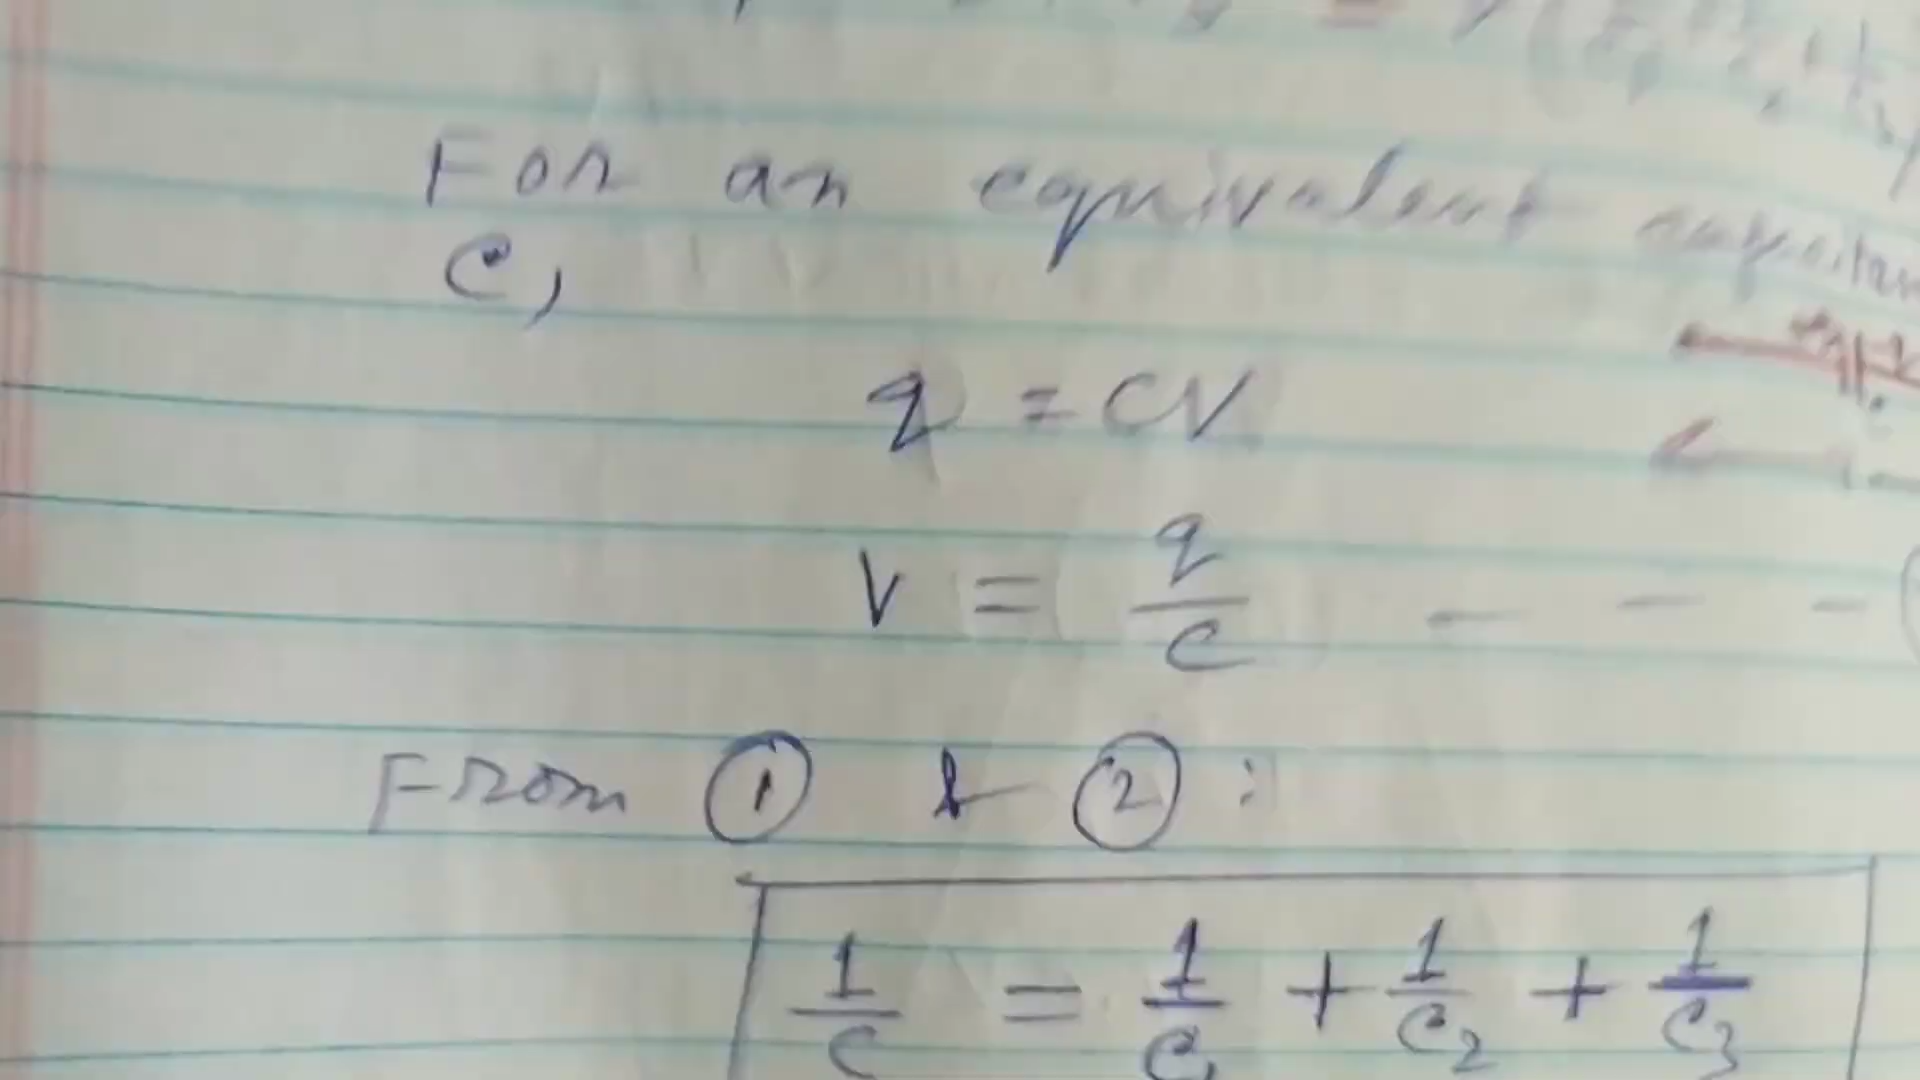 For an equivalent
C,
q = CV
V = q/C - - -
From ① & ② :
1/C = 1/C₁ + 1/C₂ + 1/C₃